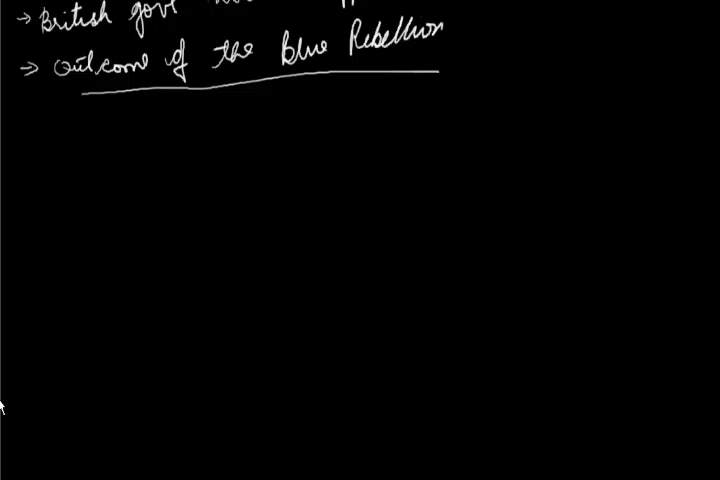 → British govt
→ Outcome of the Blue Rebellion